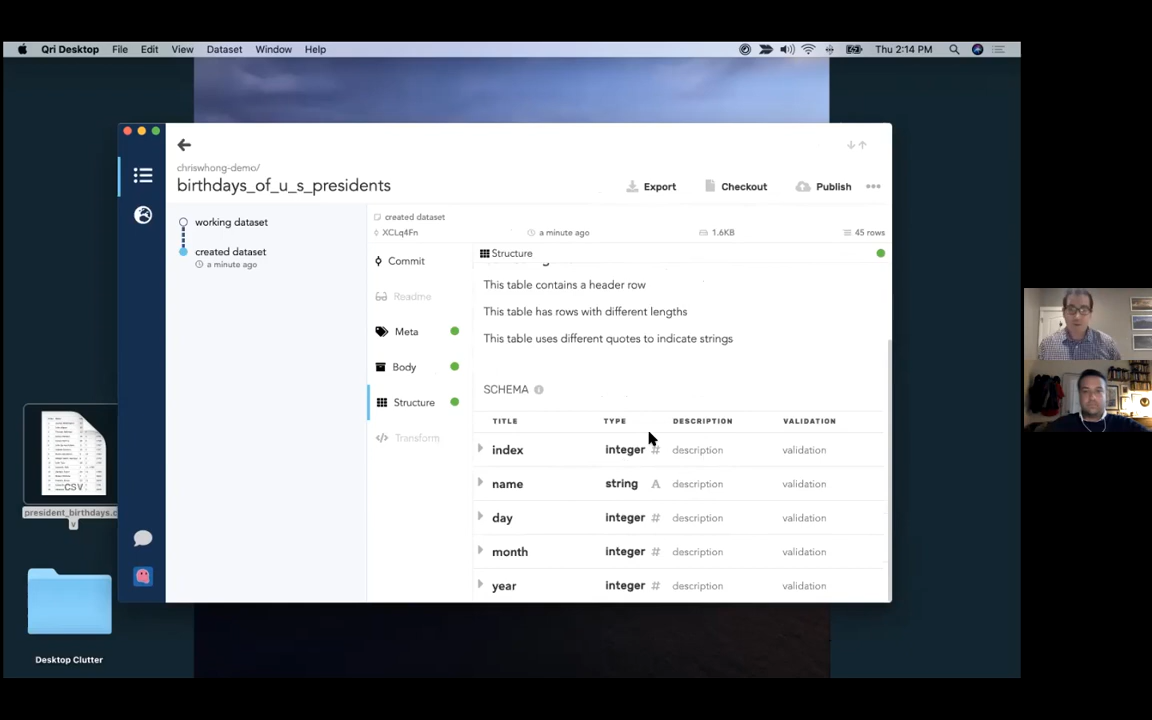 Qri Desktop File Edit View Dataset Window Help Thu 2:14 PM
chriswhong-demo/
birthdays_of_u_s_presidents
Export Checkout Publish
working dataset
created dataset
a minute ago
created dataset
XCLq4Fn a minute ago 1.6KB 45 rows
Commit
Readme
Meta
Body
Structure
Transform
Structure
This table contains a header row
This table has rows with different lengths
This table uses different quotes to indicate strings
SCHEMA
TITLE TYPE DESCRIPTION VALIDATION
index integer # description validation
name string A description validation
day integer # description validation
month integer # description validation
year integer # description validation
CSV
president_birthdays.c
v
Desktop Clutter